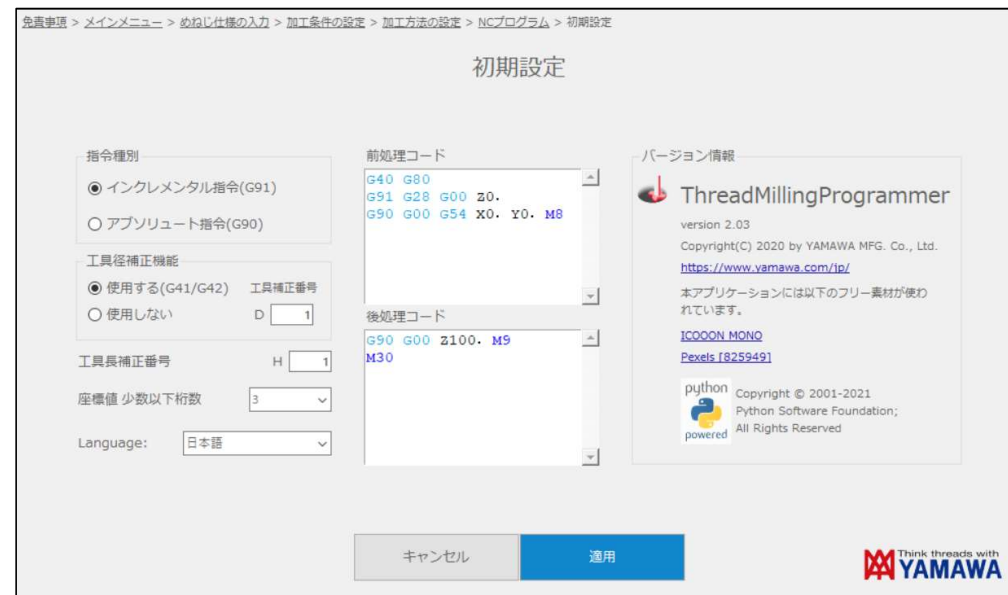 免責事項 > メインメニュー > めねじ仕様の入力 > 加工条件の設定 > 加工方法の設定 > NCプログラム > 初期設定
初期設定
指令種別
インクレメンタル指令(G91)
アブソリュート指令(G90)
工具径補正機能
使用する(G41/G42) 工具補正番号
使用しない D 1
工具長補正番号 H 1
座標値 少数以下桁数 3
Language: 日本語
前処理コード
G40 G80
G91 G28 G00 Z0.
G90 G00 G54 X0. Y0. M8
後処理コード
G90 G00 Z100. M9
M30
バージョン情報
ThreadMillingProgrammer
version 2.03
Copyright(C) 2020 by YAMAWA MFG. Co., Ltd.
https://www.yamawa.com/jp/
本アプリケーションには以下のフリー素材が使わ
れています。
ICOOON MONO
Pexels [825949]
python
powered
Copyright © 2001-2021
Python Software Foundation;
All Rights Reserved
キャンセル 適用
Think threads with
YAMAWA